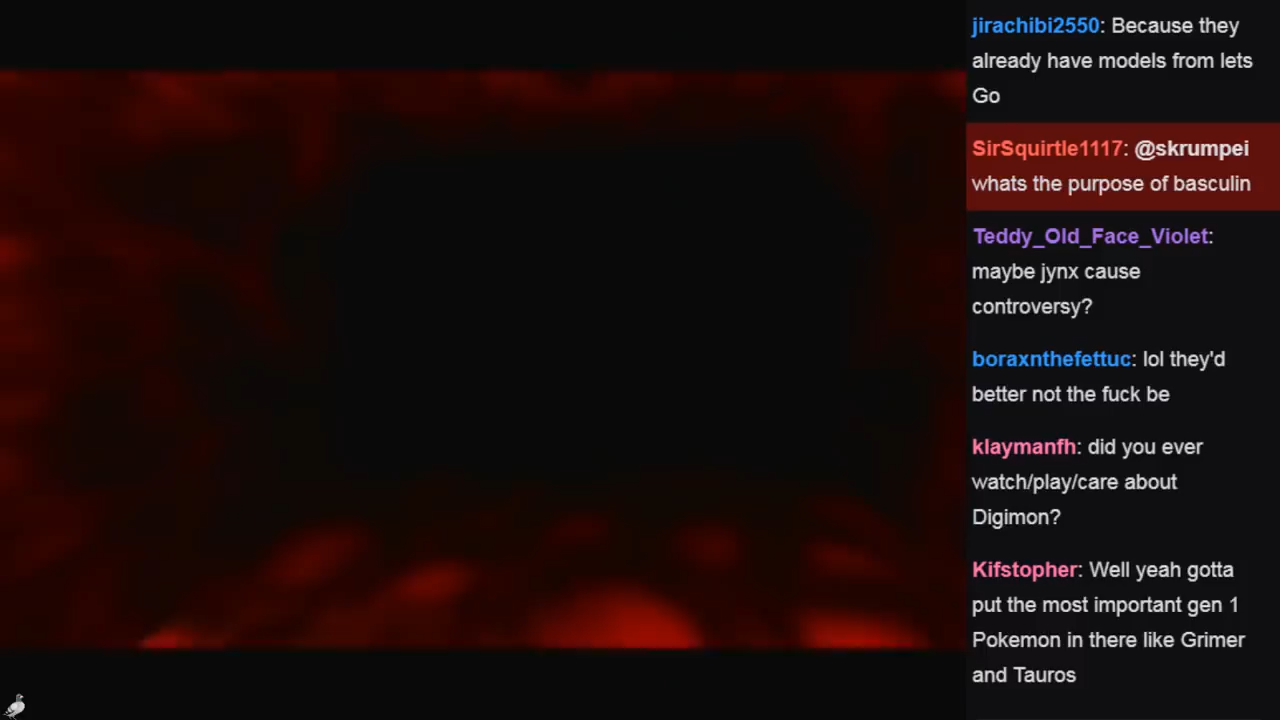 jirachibi2550: Because they
already have models from lets
Go
SirSquirtle1117: @skrumpei
whats the purpose of basculin
Teddy_Old_Face_Violet:
maybe jynx cause
controversy?
boraxnthefettuc: lol they'd
better not the fuck be
klaymanfh: did you ever
watch/play/care about
Digimon?
Kifstopher: Well yeah gotta
put the most important gen 1
Pokemon in there like Grimer
and Tauros